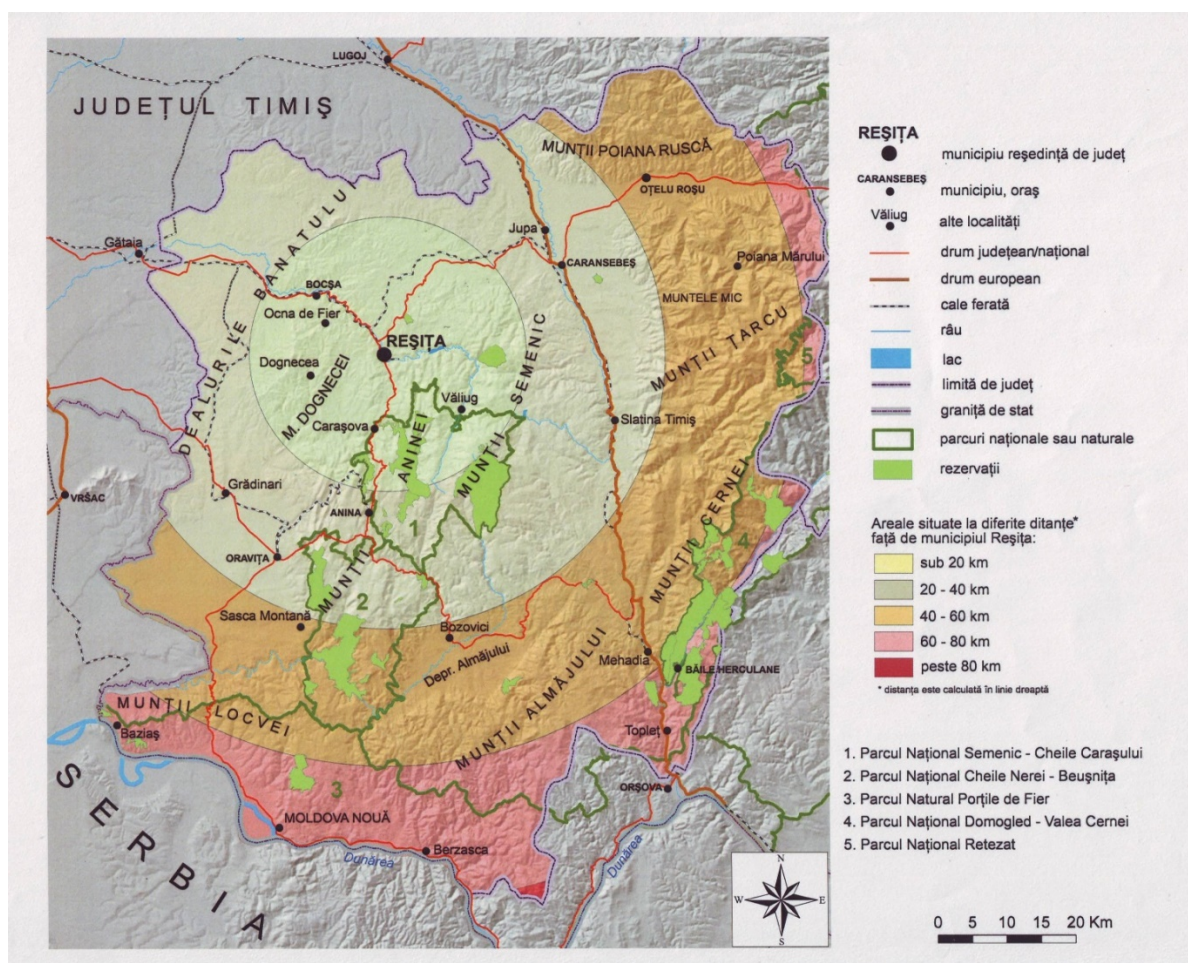 LUGOJ
JUDEȚUL TIMIȘ
MUNȚII POIANA RUSCĂ
OȚELU ROȘU
DEALURILE BANATULUI
Gătaia
Jupa
CARANSEBEȘ
Poiana Mărului
BOCȘA
MUNTELE MIC
Ocna de Fier
REȘIȚA
MUNȚII ȚARCU
5
Dognecea
M. DOGNECEI
MUNȚII SEMENIC
Văliug
Slatina Timiș
Carașova
MUNȚII ANINEI
Grădinari
VRŠAC
ANINA
1
MUNȚII CERNEI
4
ORAVIȚA
2
Sasca Montană
Bozovici
Depr. Almăjului
Mehadia
BĂILE HERCULANE
MUNȚII ALMĂJULUI
MUNȚII LOCVEI
Baziaș
Topleț
SERBIA
3
ORȘOVA
MOLDOVA NOUĂ
Berzasca
Dunărea
Dunărea
N
W
E
S
REȘIȚA
municipiu reședință de județ
CARANSEBEȘ
municipiu, oraș
Văliug
alte localități
drum județean/național
drum european
cale ferată
râu
lac
limită de județ
graniță de stat
parcuri naționale sau naturale
rezervații
Areale situate la diferite ditanțe*
față de municipiul Reșița:
sub 20 km
20 - 40 km
40 - 60 km
60 - 80 km
peste 80 km
* distanța este calculată în linie dreaptă
1. Parcul Național Semenic - Cheile Carașului
2. Parcul Național Cheile Nerei - Beușnița
3. Parcul Natural Porțile de Fier
4. Parcul Național Domogled - Valea Cernei
5. Parcul Național Retezat
0 5 10 15 20 Km